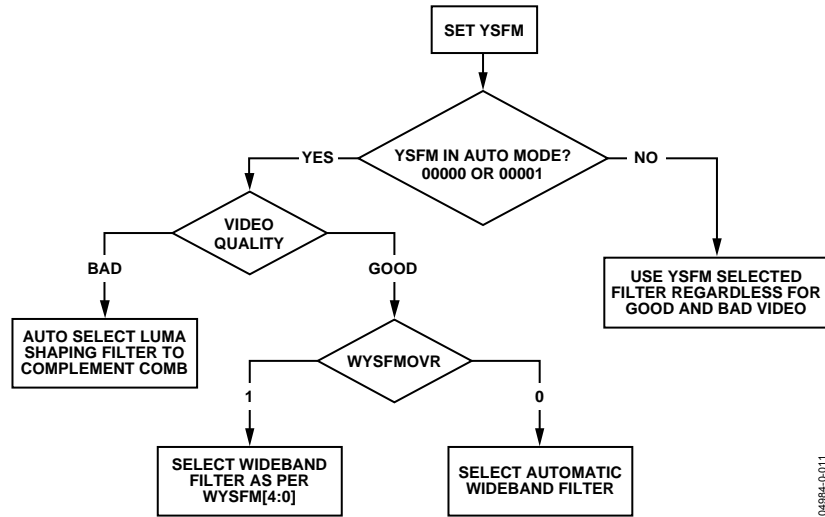 SET YSFM
YSFM IN AUTO MODE?
00000 OR 00001
YES
NO
VIDEO
QUALITY
BAD
GOOD
USE YSFM SELECTED
FILTER REGARDLESS FOR
GOOD AND BAD VIDEO
AUTO SELECT LUMA
SHAPING FILTER TO
COMPLEMENT COMB
WYSFMOVR
1
0
SELECT WIDEBAND
FILTER AS PER
WYSFM[4:0]
SELECT AUTOMATIC
WIDEBAND FILTER
04984-0-011